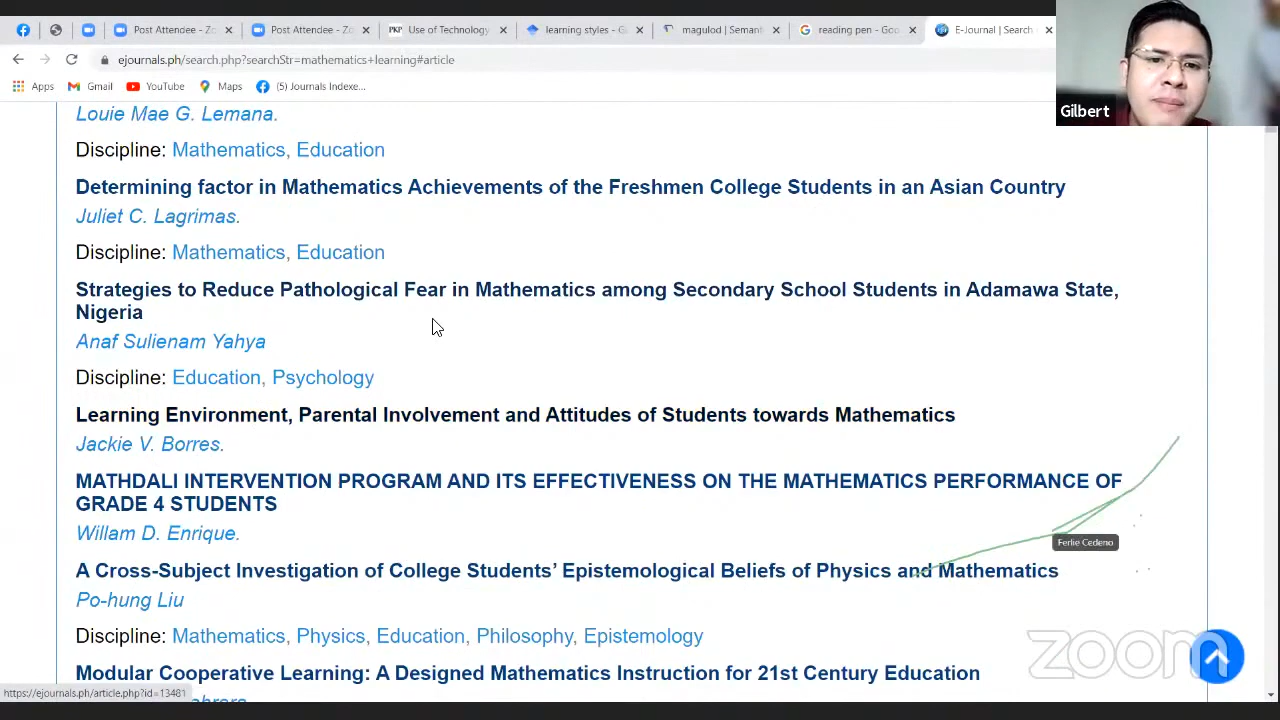 Post Attendee - Zo
Post Attendee - Zo
PKP
Use of Technology
learning styles - G
magulod | Semant
reading pen - Goo
E-Journal | Search
ejournals.ph/search.php?searchStr=mathematics+learning#article
Apps
Gmail
YouTube
Maps
(5) Journals Indexe...
Gilbert
Louie Mae G. Lemana.
Discipline: Mathematics, Education
Determining factor in Mathematics Achievements of the Freshmen College Students in an Asian Country
Juliet C. Lagrimas.
Discipline: Mathematics, Education
Strategies to Reduce Pathological Fear in Mathematics among Secondary School Students in Adamawa State,
Nigeria
Anaf Sulienam Yahya
Discipline: Education, Psychology
Learning Environment, Parental Involvement and Attitudes of Students towards Mathematics
Jackie V. Borres.
MATHDALI INTERVENTION PROGRAM AND ITS EFFECTIVENESS ON THE MATHEMATICS PERFORMANCE OF
GRADE 4 STUDENTS
Willam D. Enrique.
Ferlie Cedeno
A Cross-Subject Investigation of College Students' Epistemological Beliefs of Physics and Mathematics
Po-hung Liu
Discipline: Mathematics, Physics, Education, Philosophy, Epistemology
zoom
Modular Cooperative Learning: A Designed Mathematics Instruction for 21st Century Education
https://ejournals.ph/article.php?id=13481